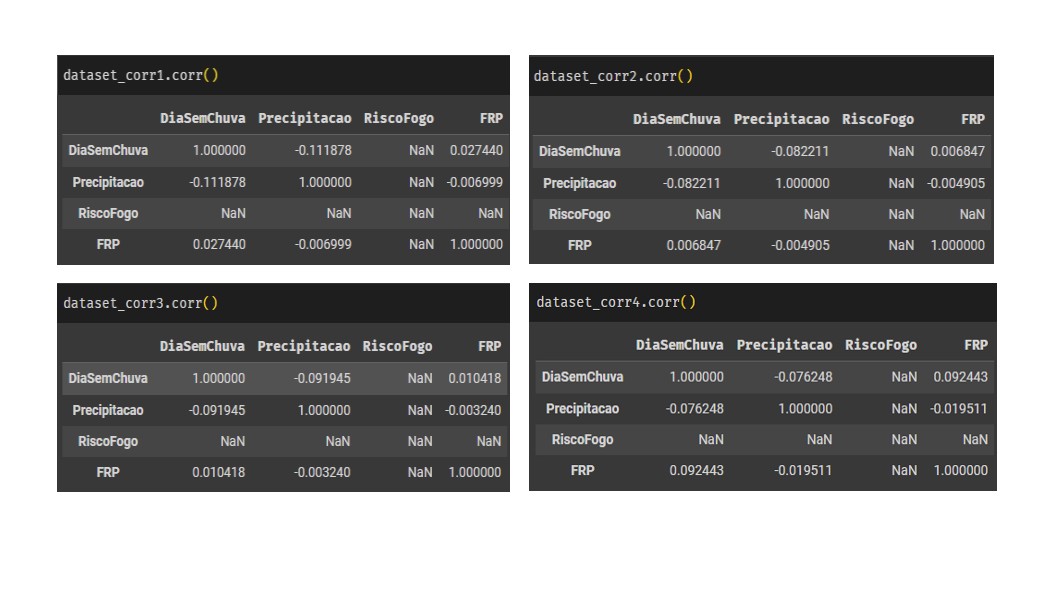 dataset_corr1.corr()
DiaSemChuva Precipitacao RiscoFogo FRP
DiaSemChuva 1.000000 -0.111878 NaN 0.027440
Precipitacao -0.111878 1.000000 NaN -0.006999
RiscoFogo NaN NaN NaN NaN
FRP 0.027440 -0.006999 NaN 1.000000
dataset_corr2.corr()
DiaSemChuva Precipitacao RiscoFogo FRP
DiaSemChuva 1.000000 -0.082211 NaN 0.006847
Precipitacao -0.082211 1.000000 NaN -0.004905
RiscoFogo NaN NaN NaN NaN
FRP 0.006847 -0.004905 NaN 1.000000
dataset_corr3.corr()
DiaSemChuva Precipitacao RiscoFogo FRP
DiaSemChuva 1.000000 -0.091945 NaN 0.010418
Precipitacao -0.091945 1.000000 NaN -0.003240
RiscoFogo NaN NaN NaN NaN
FRP 0.010418 -0.003240 NaN 1.000000
dataset_corr4.corr()
DiaSemChuva Precipitacao RiscoFogo FRP
DiaSemChuva 1.000000 -0.076248 NaN 0.092443
Precipitacao -0.076248 1.000000 NaN -0.019511
RiscoFogo NaN NaN NaN NaN
FRP 0.092443 -0.019511 NaN 1.000000